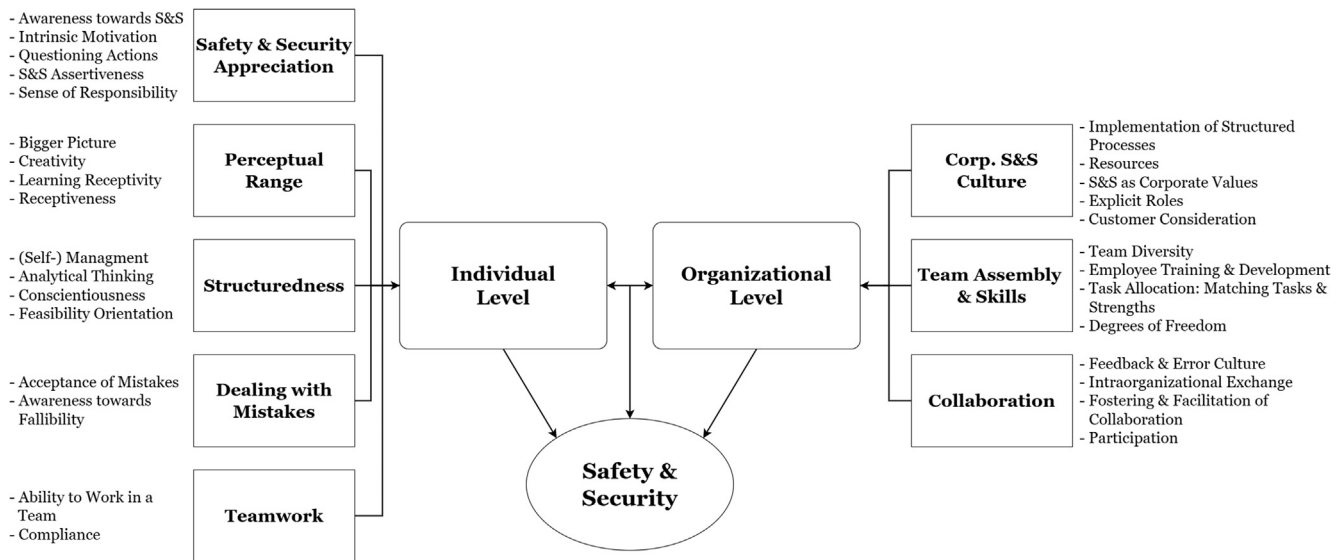 - Awareness towards S&S
- Intrinsic Motivation
- Questioning Actions
- S&S Assertiveness
- Sense of Responsibility
Safety & Security
Appreciation
- Bigger Picture
- Creativity
- Learning Receptivity
- Receptiveness
Perceptual
Range
- (Self-) Managment
- Analytical Thinking
- Conscientiousness
- Feasibility Orientation
Structuredness
- Acceptance of Mistakes
- Awareness towards
Fallibility
Dealing with
Mistakes
- Ability to Work in a
Team
- Compliance
Teamwork
Individual
Level
Organizational
Level
Safety &
Security
Corp. S&S
Culture
- Implementation of Structured
Processes
- Resources
- S&S as Corporate Values
- Explicit Roles
- Customer Consideration
Team Assembly
& Skills
- Team Diversity
- Employee Training & Development
- Task Allocation: Matching Tasks &
Strengths
- Degrees of Freedom
Collaboration
- Feedback & Error Culture
- Intraorganizational Exchange
- Fostering & Facilitation of
Collaboration
- Participation